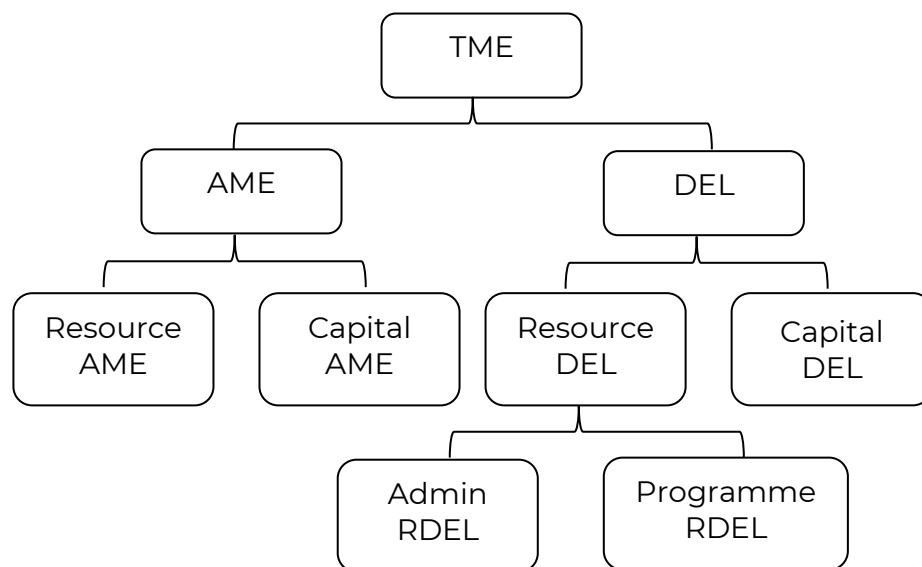 TME
AME
DEL
Resource
AME
Capital
AME
Resource
DEL
Capital
DEL
Admin
RDEL
Programme
RDEL